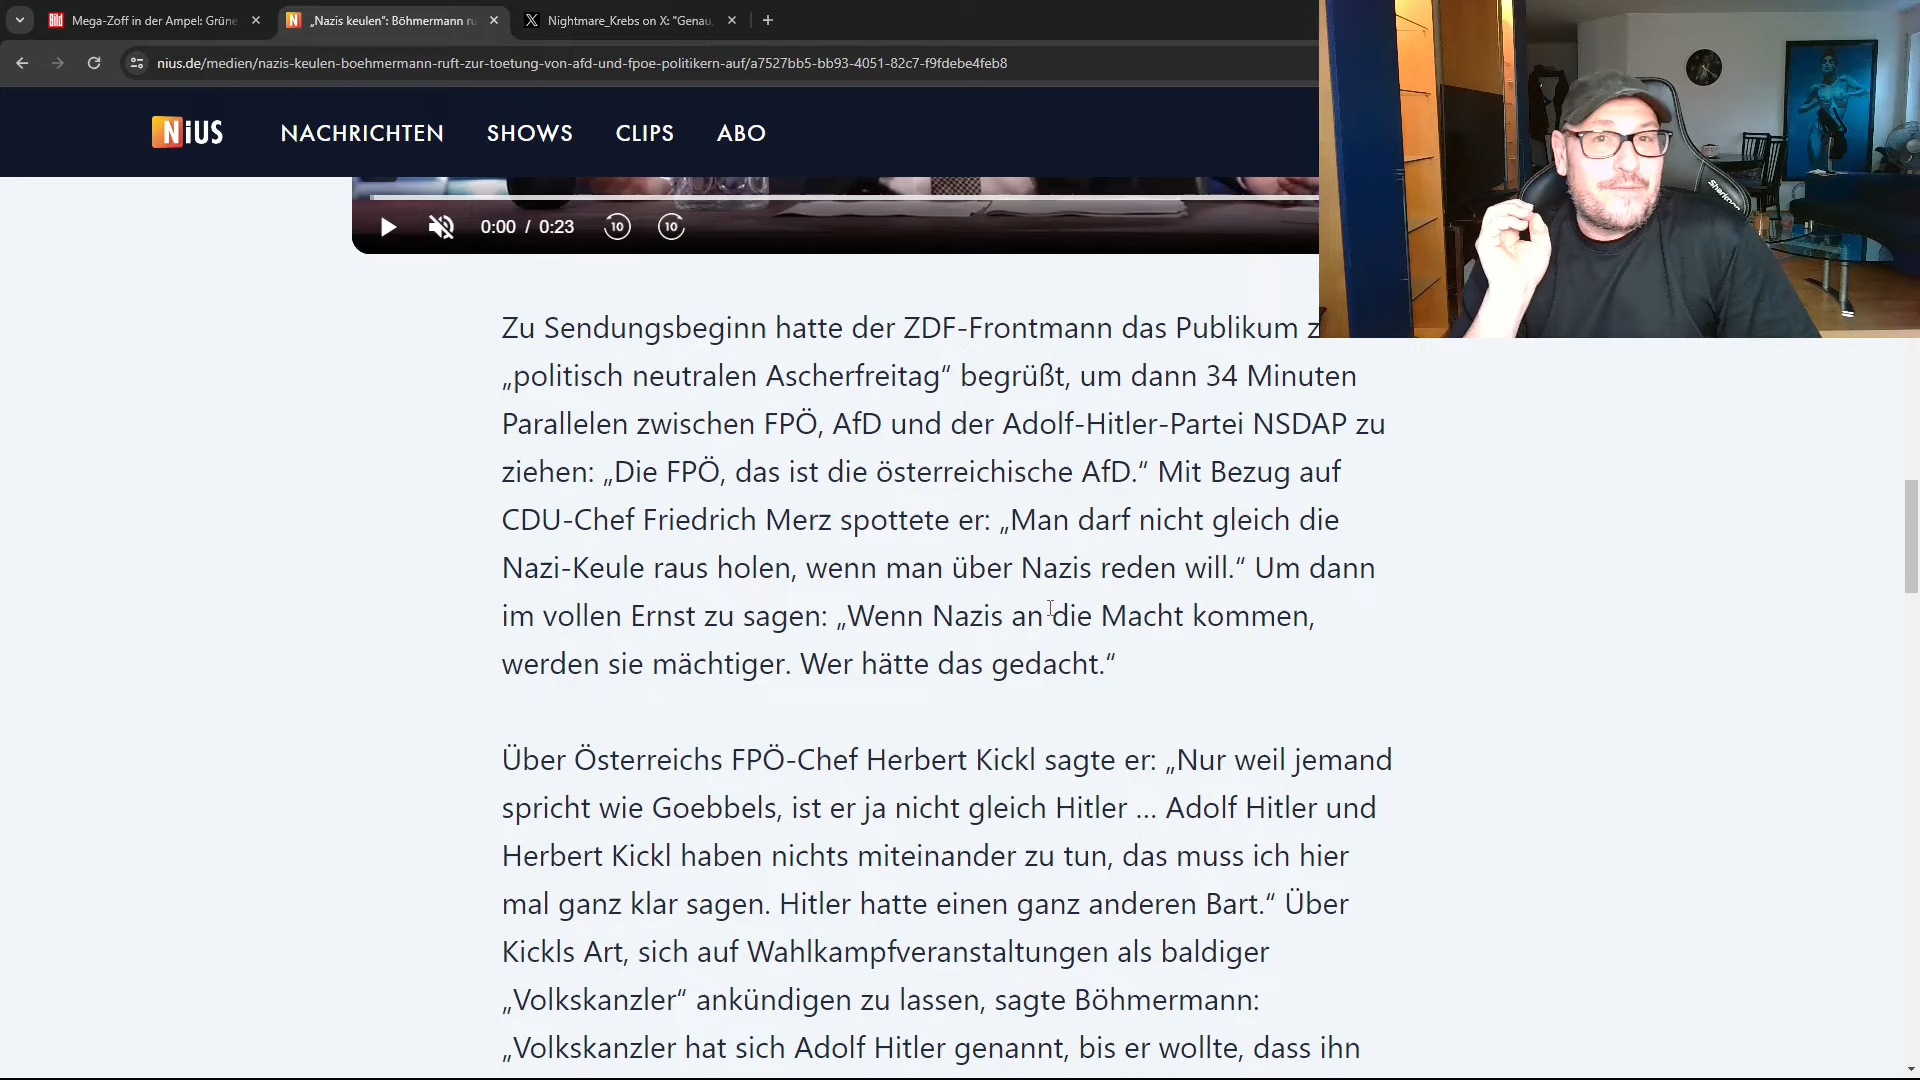 Mega-Zoff in der Ampel: Grüne
„Nazis keulen“: Böhmermann ru
Nightmare_Krebs on X: "Genau,
nius.de/medien/nazis-keulen-boehmermann-ruft-zur-toetung-von-afd-und-fpoe-politikern-auf/a7527bb5-bb93-4051-82c7-f9fdebe4feb8
NiUS NACHRICHTEN SHOWS CLIPS ABO
0:00 / 0:23 10 10
Zu Sendungsbeginn hatte der ZDF-Frontmann das Publikum z
„politisch neutralen Ascherfreitag“ begrüßt, um dann 34 Minuten
Parallelen zwischen FPÖ, AfD und der Adolf-Hitler-Partei NSDAP zu
ziehen: „Die FPÖ, das ist die österreichische AfD.“ Mit Bezug auf
CDU-Chef Friedrich Merz spottete er: „Man darf nicht gleich die
Nazi-Keule raus holen, wenn man über Nazis reden will.“ Um dann
im vollen Ernst zu sagen: „Wenn Nazis an die Macht kommen,
werden sie mächtiger. Wer hätte das gedacht.“
Über Österreichs FPÖ-Chef Herbert Kickl sagte er: „Nur weil jemand
spricht wie Goebbels, ist er ja nicht gleich Hitler … Adolf Hitler und
Herbert Kickl haben nichts miteinander zu tun, das muss ich hier
mal ganz klar sagen. Hitler hatte einen ganz anderen Bart.“ Über
Kickls Art, sich auf Wahlkampfveranstaltungen als baldiger
„Volkskanzler“ ankündigen zu lassen, sagte Böhmermann:
„Volkskanzler hat sich Adolf Hitler genannt, bis er wollte, dass ihn
Sharkoon